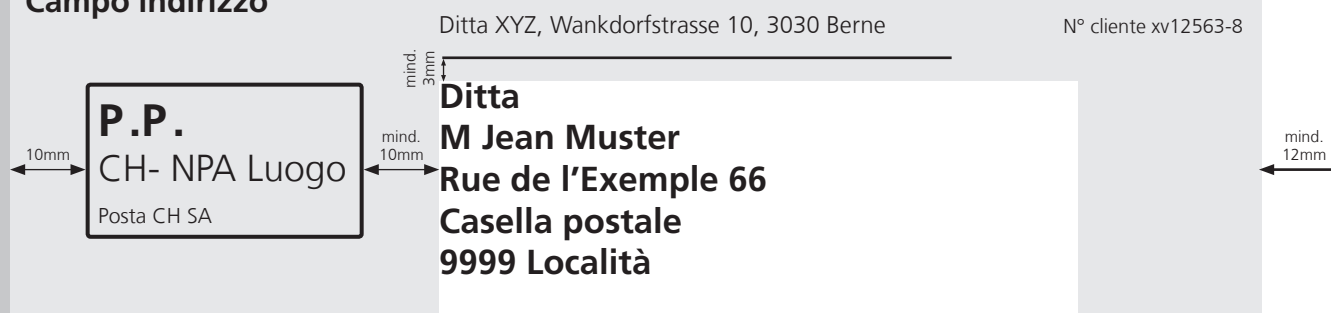 Campo indirizzo
Ditta XYZ, Wankdorfstrasse 10, 3030 Berne
N° cliente xv12563-8
mind.
3mm
P.P.
CH- NPA Luogo
Posta CH SA
10mm
mind.
10mm
Ditta
M Jean Muster
Rue de l’Exemple 66
Casella postale
9999 Località
mind.
12mm